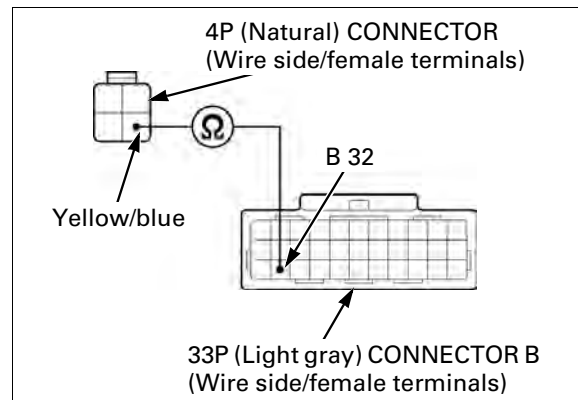 4P (Natural) CONNECTOR
(Wire side/female terminals)
Ω
B 32
Yellow/blue
33P (Light gray) CONNECTOR B
(Wire side/female terminals)